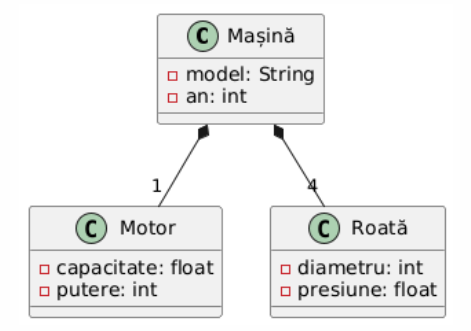 C Mașină
model: String
an: int
1
4
C Motor
capacitate: float
putere: int
C Roată
diametru: int
presiune: float